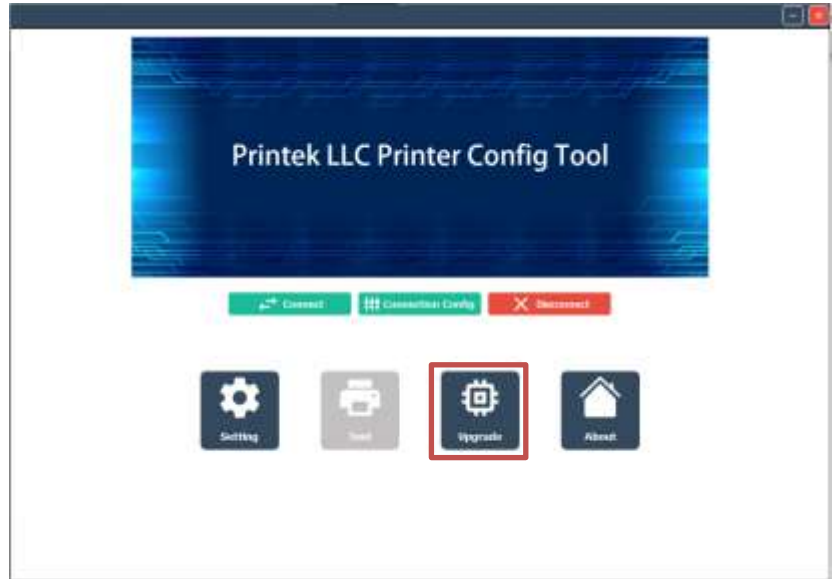 Printek LLC Printer Config Tool
Connect
Connection Config
Disconnect
Setting
Upgrade
About